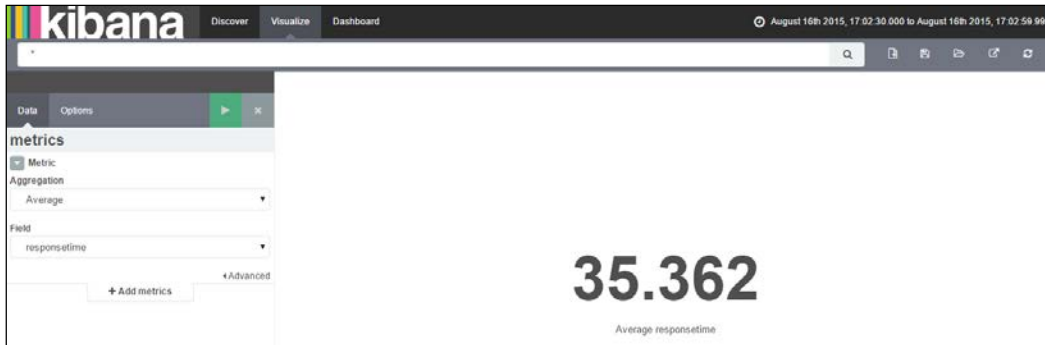 kibana
Discover
Visualize
Dashboard
August 16th 2015, 17:02:30.000 to August 16th 2015, 17:02:59.99
*
Data
Options
metrics
Metric
Aggregation
Average
Field
responsetime
Advanced
+ Add metrics
35.362
Average responsetime